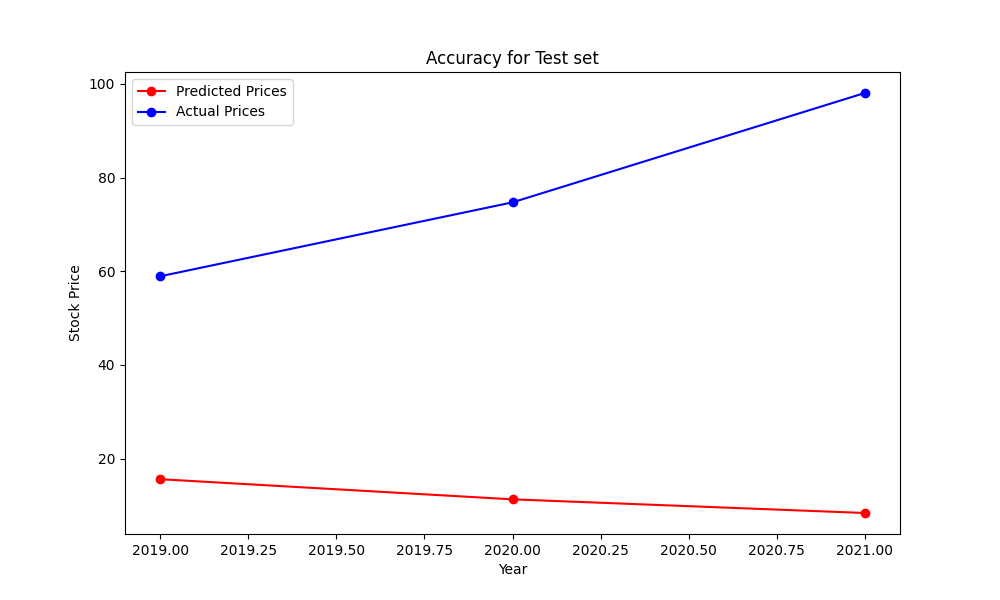 Accuracy for Test set
Predicted Prices
Actual Prices
100
80
60
40
20
Stock Price
2019.00 2019.25 2019.50 2019.75 2020.00 2020.25 2020.50 2020.75 2021.00
Year